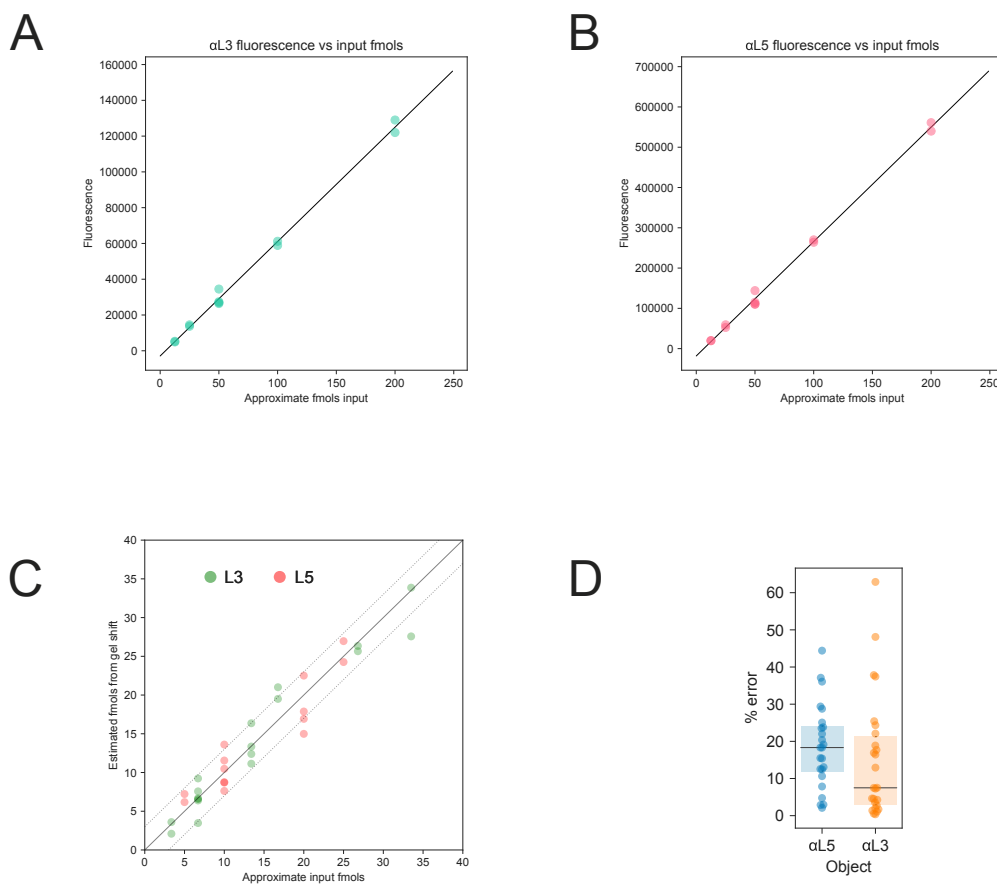 A
αL3 fluorescence vs input fmols
160000
140000
120000
100000
80000
60000
40000
20000
0
Fluorescence
0 50 100 150 200 250
Approximate fmols input
B
αL5 fluorescence vs input fmols
700000
600000
500000
400000
300000
200000
100000
0
Fluorescence
0 50 100 150 200 250
Approximate fmols input
C
L3 L5
40
35
30
25
20
15
10
5
0
Estimated fmols from gel shift
0 5 10 15 20 25 30 35 40
Approximate input fmols
D
60
50
40
30
20
10
0
% error
αL5 αL3
Object